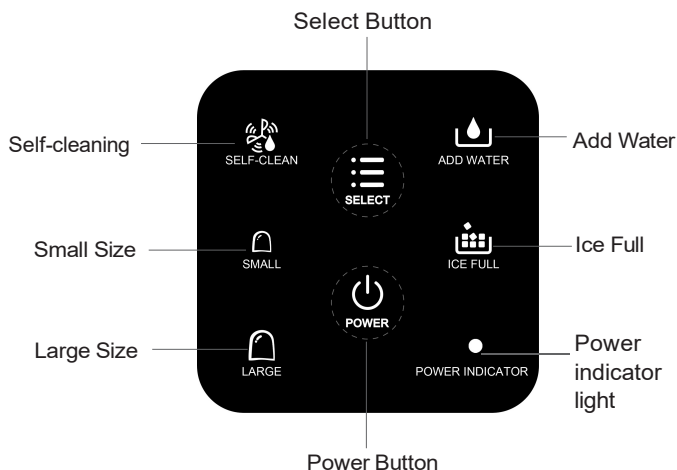 Select Button
Self-cleaning
SELF-CLEAN
SELECT
ADD WATER
Add Water
Small Size
SMALL
ICE FULL
Ice Full
POWER
Large Size
LARGE
POWER INDICATOR
Power
indicator
light
Power Button